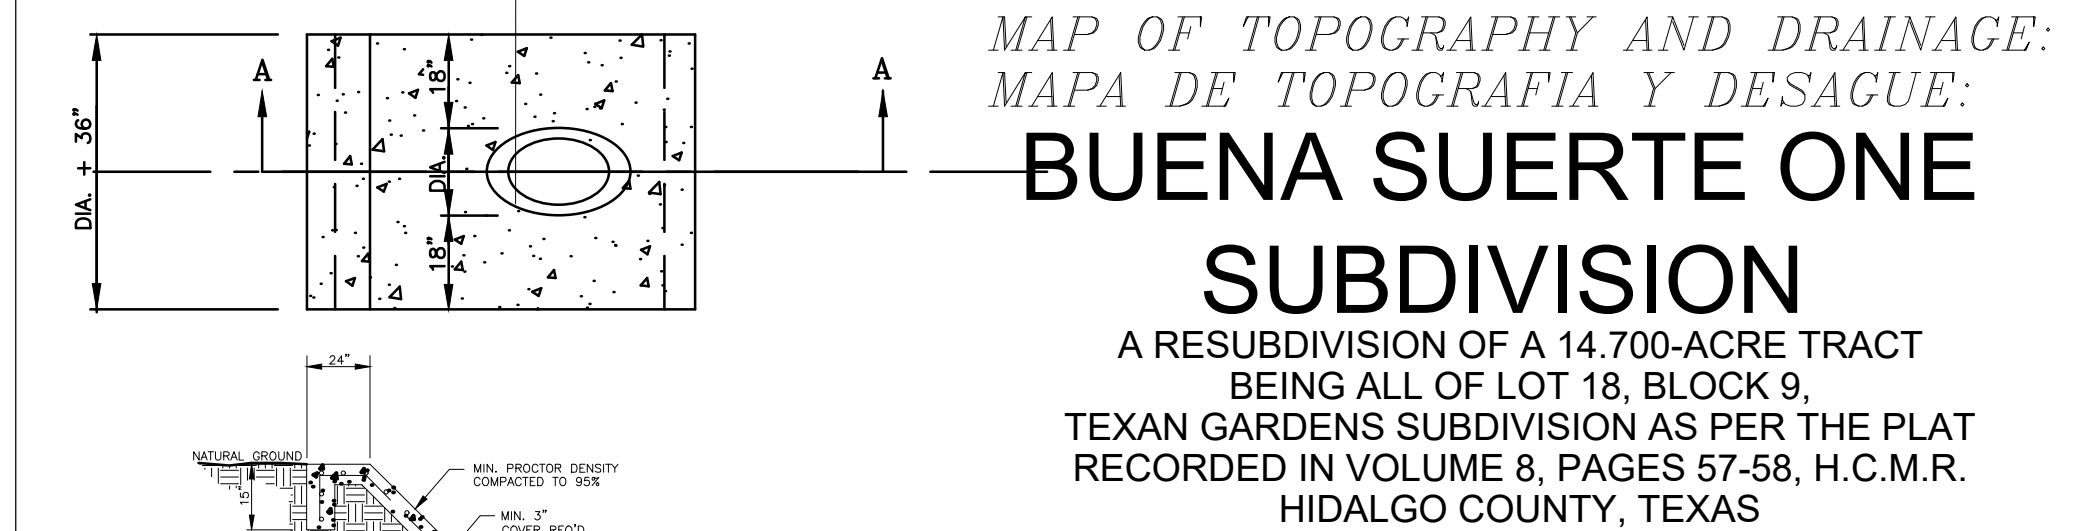 A
A
18"
DIA. + 36"
DIA.
18"
24"
NATURAL GROUND
15"
MIN. PROCTOR DENSITY
COMPACTED TO 95%
MIN. 3"
COVER REQ'D
MAP OF TOPOGRAPHY AND DRAINAGE:
MAPA DE TOPOGRAFIA Y DESAGUE:
BUENA SUERTE ONE
SUBDIVISION
A RESUBDIVISION OF A 14.700-ACRE TRACT
BEING ALL OF LOT 18, BLOCK 9,
TEXAN GARDENS SUBDIVISION AS PER THE PLAT
RECORDED IN VOLUME 8, PAGES 57-58, H.C.M.R.
HIDALGO COUNTY, TEXAS